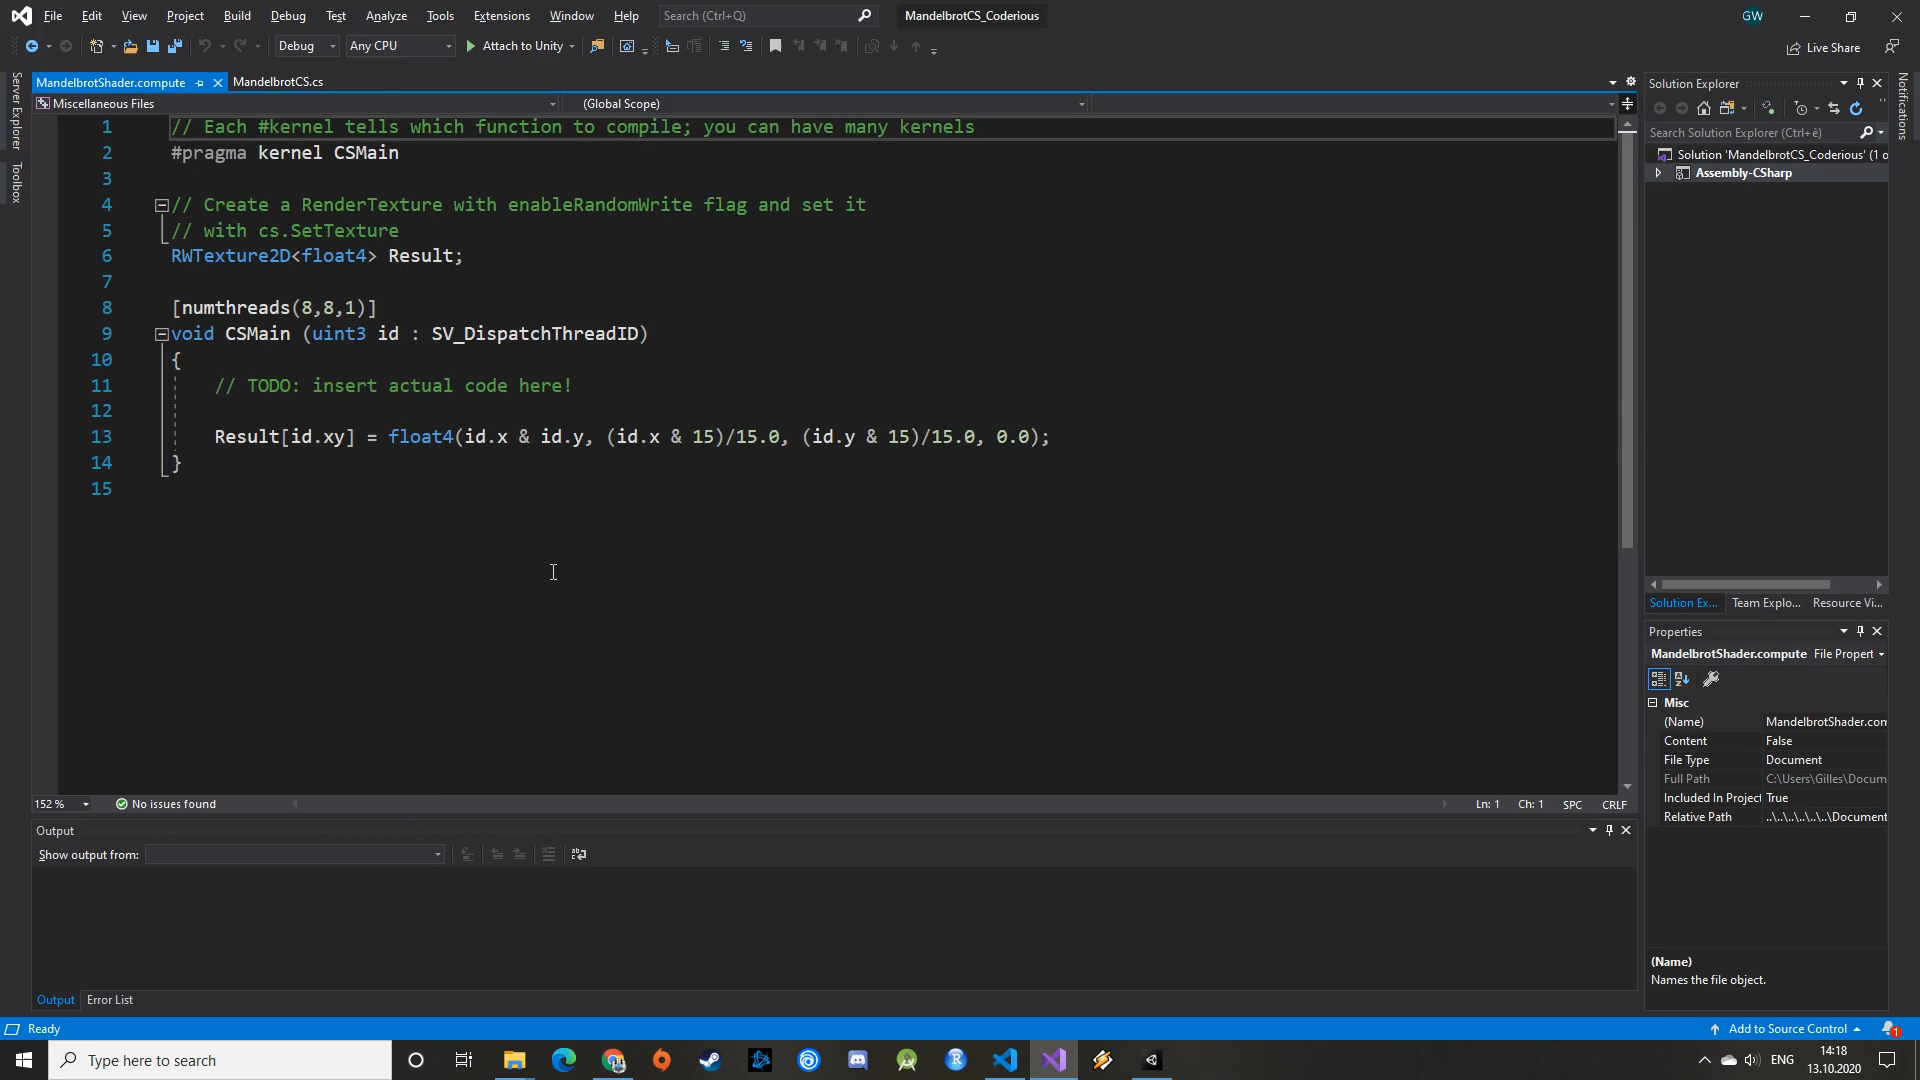 File Edit View Project Build Debug Test Analyze Tools Extensions Window Help Search (Ctrl+Q) MandelbrotCS_Coderious GW
Debug Any CPU Attach to Unity Live Share
Server Explorer
Toolbox
MandelbrotShader.compute MandelbrotCS.cs
Miscellaneous Files (Global Scope)
1 // Each #kernel tells which function to compile; you can have many kernels
2 #pragma kernel CSMain
3
4 // Create a RenderTexture with enableRandomWrite flag and set it
5 // with cs.SetTexture
6 RWTexture2D<float4> Result;
7
8 [numthreads(8,8,1)]
9 void CSMain (uint3 id : SV_DispatchThreadID)
10 {
11 // TODO: insert actual code here!
12
13 Result[id.xy] = float4(id.x & id.y, (id.x & 15)/15.0, (id.y & 15)/15.0, 0.0);
14 }
15
152 % No issues found Ln: 1 Ch: 1 SPC CRLF
Output
Show output from:
Output Error List
Solution Explorer
Search Solution Explorer (Ctrl+è)
Solution 'MandelbrotCS_Coderious' (1 o
Assembly-CSharp
Solution Ex... Team Explo... Resource Vi...
Properties
MandelbrotShader.compute File Propert
Misc
(Name) MandelbrotShader.com
Content False
File Type Document
Full Path C:\Users\Gilles\Docum
Included In Project True
Relative Path ..\..\..\..\..\Document
(Name)
Names the file object.
Notifications
Ready Add to Source Control 1
Type here to search ENG 14:18
13.10.2020